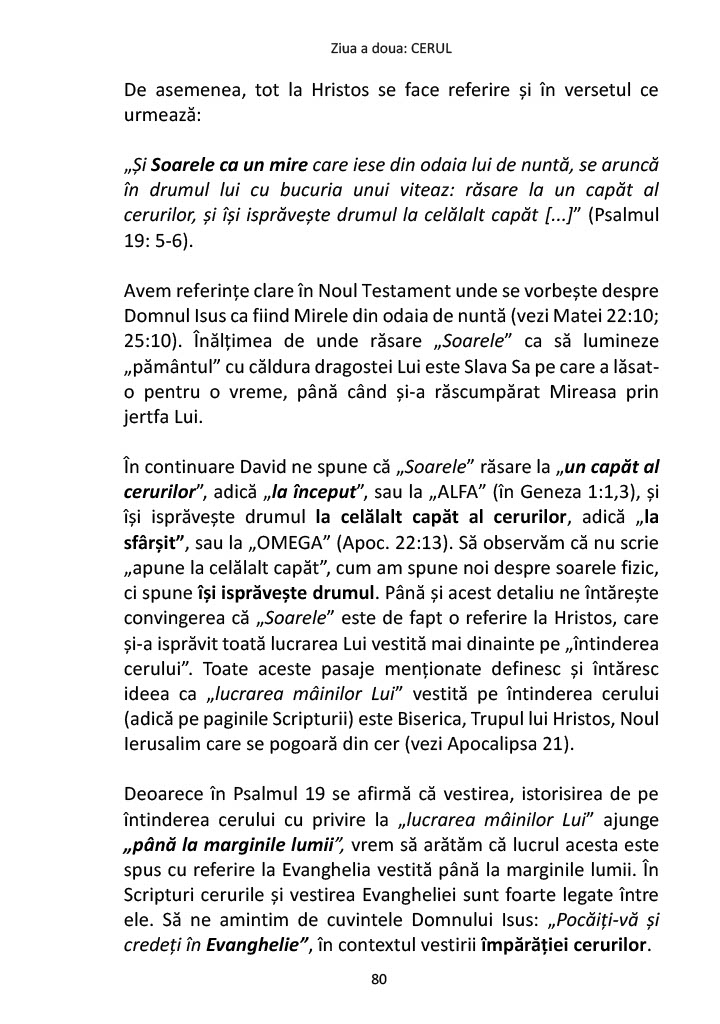 Ziua a doua: CERUL
De asemenea, tot la Hristos se face referire și în versetul ce
urmează:
„Și Soarele ca un mire care iese din odaia lui de nuntă, se aruncă
în drumul lui cu bucuria unui viteaz: răsare la un capăt al
cerurilor, și își isprăvește drumul la celălalt capăt [...]” (Psalmul
19: 5-6).
Avem referințe clare în Noul Testament unde se vorbește despre
Domnul Isus ca fiind Mirele din odaia de nuntă (vezi Matei 22:10;
25:10). Înălțimea de unde răsare „Soarele” ca să lumineze
„pământul” cu căldura dragostei Lui este Slava Sa pe care a lăsat-
o pentru o vreme, până când și-a răscumpărat Mireasa prin
jertfa Lui.
În continuare David ne spune că „Soarele” răsare la „un capăt al
cerurilor”, adică „la început”, sau la „ALFA” (în Geneza 1:1,3), și
își isprăvește drumul la celălalt capăt al cerurilor, adică „la
sfârșit”, sau la „OMEGA” (Apoc. 22:13). Să observăm că nu scrie
„apune la celălalt capăt”, cum am spune noi despre soarele fizic,
ci spune își isprăvește drumul. Până și acest detaliu ne întărește
convingerea că „Soarele” este de fapt o referire la Hristos, care
și-a isprăvit toată lucrarea Lui vestită mai dinainte pe „întinderea
cerului”. Toate aceste pasaje menționate definesc și întăresc
ideea ca „lucrarea mâinilor Lui” vestită pe întinderea cerului
(adică pe paginile Scripturii) este Biserica, Trupul lui Hristos, Noul
Ierusalim care se pogoară din cer (vezi Apocalipsa 21).
Deoarece în Psalmul 19 se afirmă că vestirea, istorisirea de pe
întinderea cerului cu privire la „lucrarea mâinilor Lui” ajunge
„până la marginile lumii”, vrem să arătăm că lucrul acesta este
spus cu referire la Evanghelia vestită până la marginile lumii. În
Scripturi cerurile și vestirea Evangheliei sunt foarte legate între
ele. Să ne amintim de cuvintele Domnului Isus: „Pocăiți-vă și
credeți în Evanghelie”, în contextul vestirii împărăției cerurilor.
80